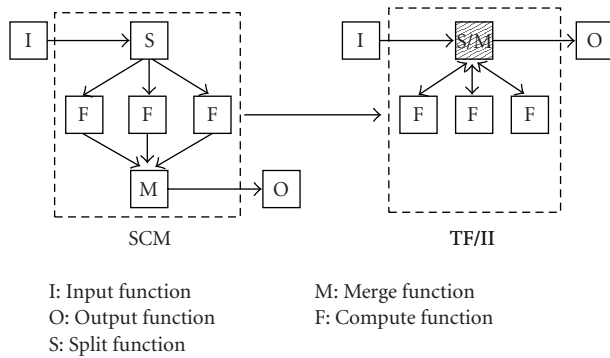 I S I S/M O
F F F F F F
M O
SCM TF/II
I: Input function M: Merge function
O: Output function F: Compute function
S: Split function